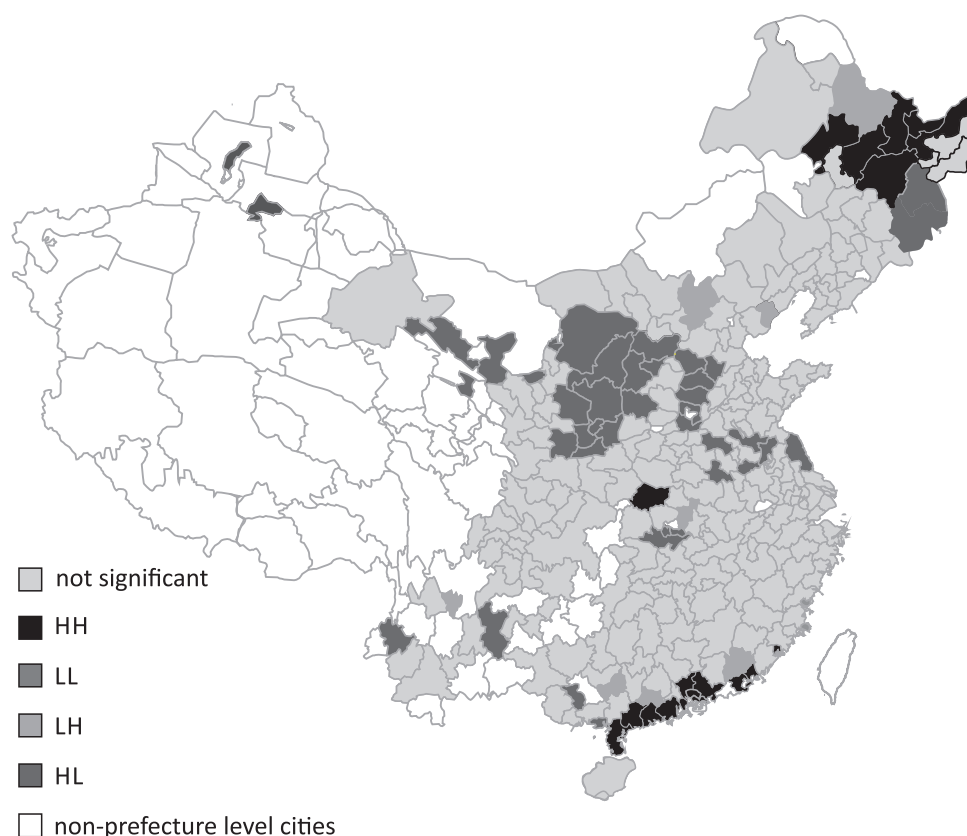 not significant
HH
LL
LH
HL
non-prefecture level cities